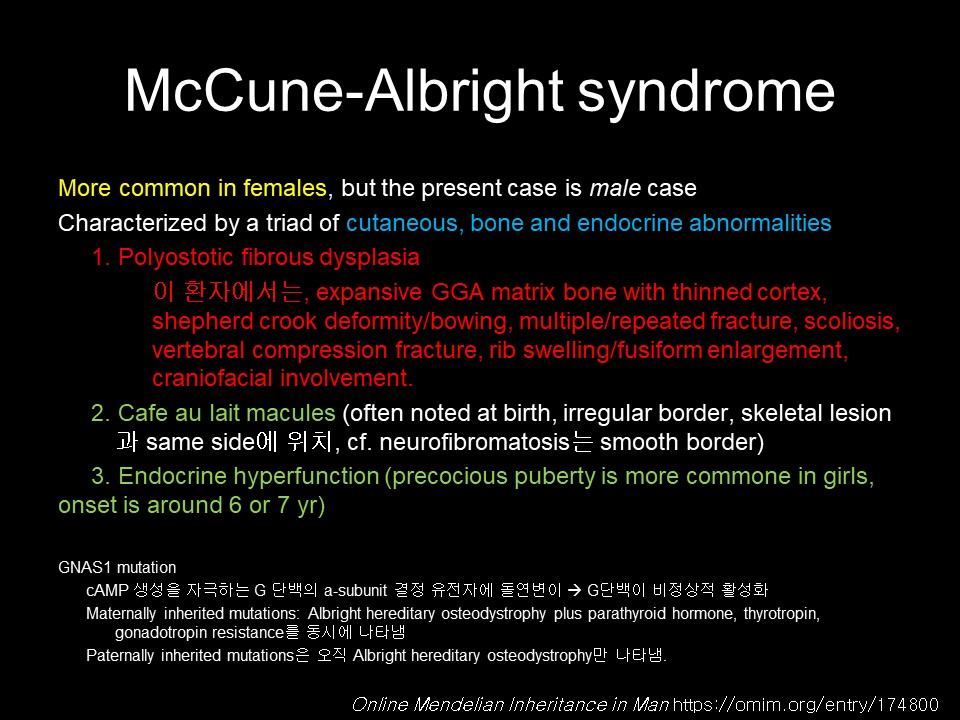 McCune-Albright syndrome
More common in females, but the present case is male case
Characterized by a triad of cutaneous, bone and endocrine abnormalities
1. Polyostotic fibrous dysplasia
이 환자에서는, expansive GGA matrix bone with thinned cortex,
shepherd crook deformity/bowing, multiple/repeated fracture, scoliosis,
vertebral compression fracture, rib swelling/fusiform enlargement,
craniofacial involvement.
2. Cafe au lait macules (often noted at birth, irregular border, skeletal lesion
과 same side에 위치, cf. neurofibromatosis는 smooth border)
3. Endocrine hyperfunction (precocious puberty is more commone in girls,
onset is around 6 or 7 yr)
GNAS1 mutation
cAMP 생성을 자극하는 G 단백의 a-subunit 결정 유전자에 돌연변이 → G단백이 비정상적 활성화
Maternally inherited mutations: Albright hereditary osteodystrophy plus parathyroid hormone, thyrotropin,
gonadotropin resistance를 동시에 나타냄
Paternally inherited mutations은 오직 Albright hereditary osteodystrophy만 나타냄.
Online Mendelian Inheritance in Man https://omim.org/entry/174800